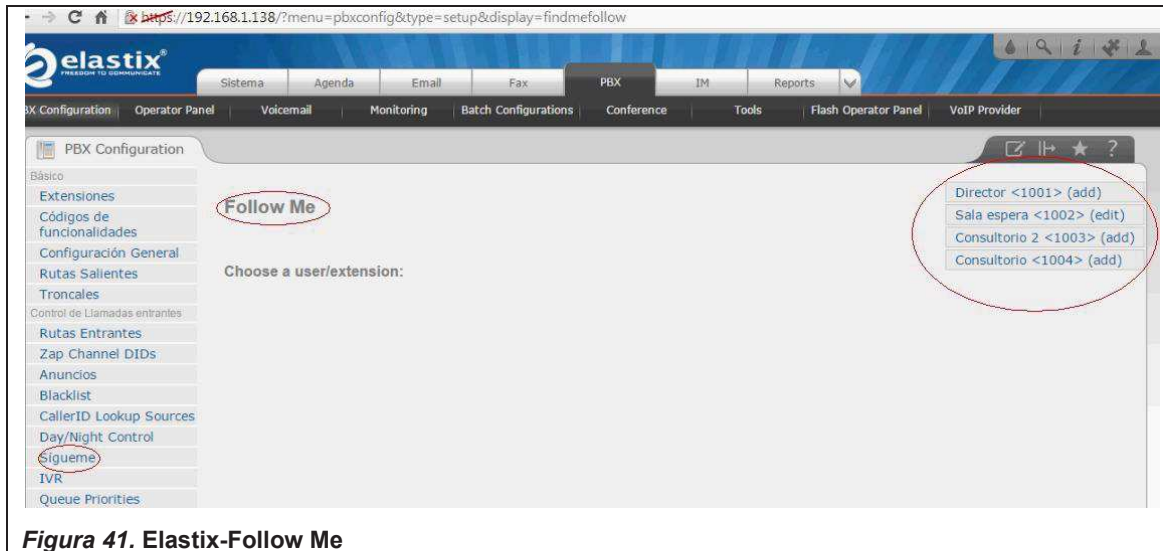 https://192.168.1.138/?menu=pbxconfig&type=setup&display=findmefollow
elastix®
FREEDOM TO COMMUNICATE
Sistema
Agenda
Email
Fax
PBX
IM
Reports
BX Configuration
Operator Panel
Voicemail
Monitoring
Batch Configurations
Conference
Tools
Flash Operator Panel
VoIP Provider
PBX Configuration
Básico
Extensiones
Códigos de
funcionalidades
Configuración General
Rutas Salientes
Troncales
Control de Llamadas entrantes
Rutas Entrantes
Zap Channel DIDs
Anuncios
Blacklist
CallerID Lookup Sources
Day/Night Control
Sígueme
IVR
Queue Priorities
Follow Me
Choose a user/extension:
Director <1001> (add)
Sala espera <1002> (edit)
Consultorio 2 <1003> (add)
Consultorio <1004> (add)
Figura 41. Elastix-Follow Me